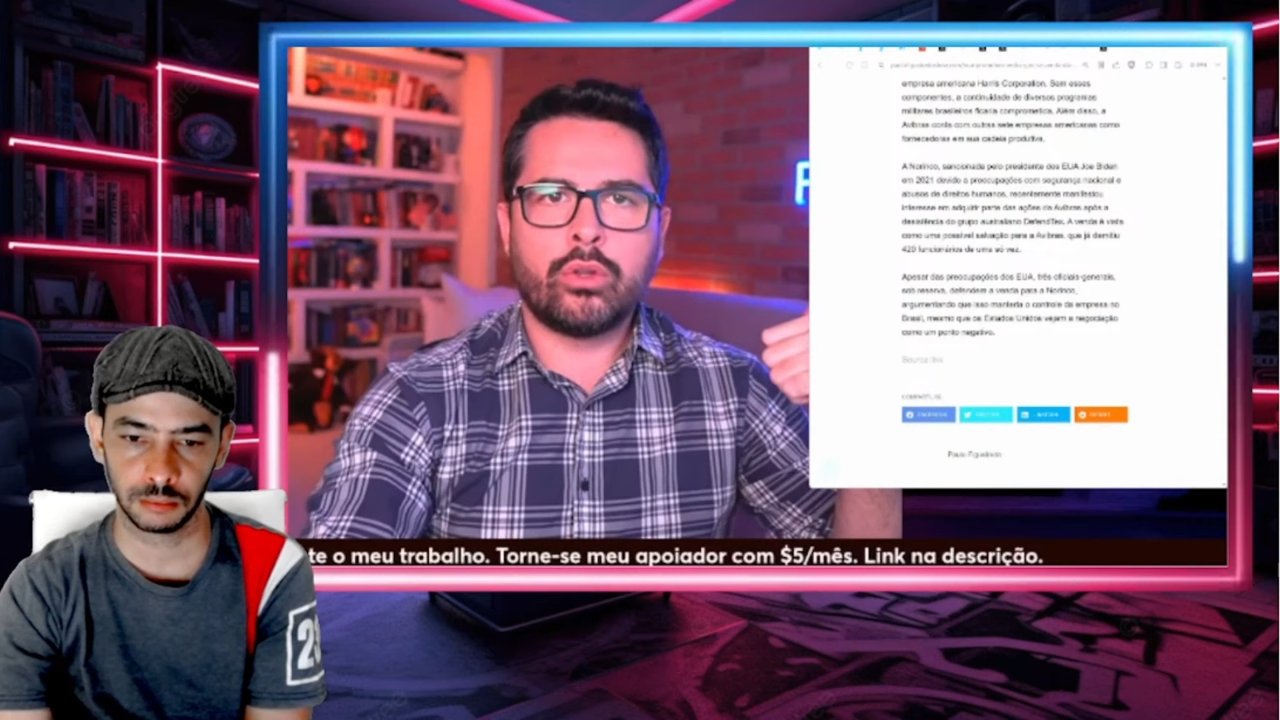 empresa americana Harris Corporation. Sem esses
componentes, a continuidade de diversos programas
militares brasileiros ficaria comprometica. Além disso, a
Avibras conta com outras sete empresas americanas como
fornecedoras em sua cadeia produtiva.
A Norinco, sancionada pelo presidente dos EUA Joe Biden
em 2021 devido a preocupações com segurança nacional e
abusos de direitos humanos, recentemente manifestou
interesse em adquirir parte das ações da Avibras após a
desistência do grupo australiano DefendTex. A venda é vista
como uma possível salvação para a Avibras, que já demitiu
420 funcionários de uma só vez.
Apesar das preocupações dos EUA, três oficiais-generais,
sob reserva, defendem a venda para a Norinco,
argumentando que isso manteria o controle da empresa no
Brasil, mesmo que os Estados Unidos vejam a negociação
como um ponto negativo.
Source link
Paulo Figueiredo
te o meu trabalho. Torne-se meu apoiador com $5/mês. Link na descrição.